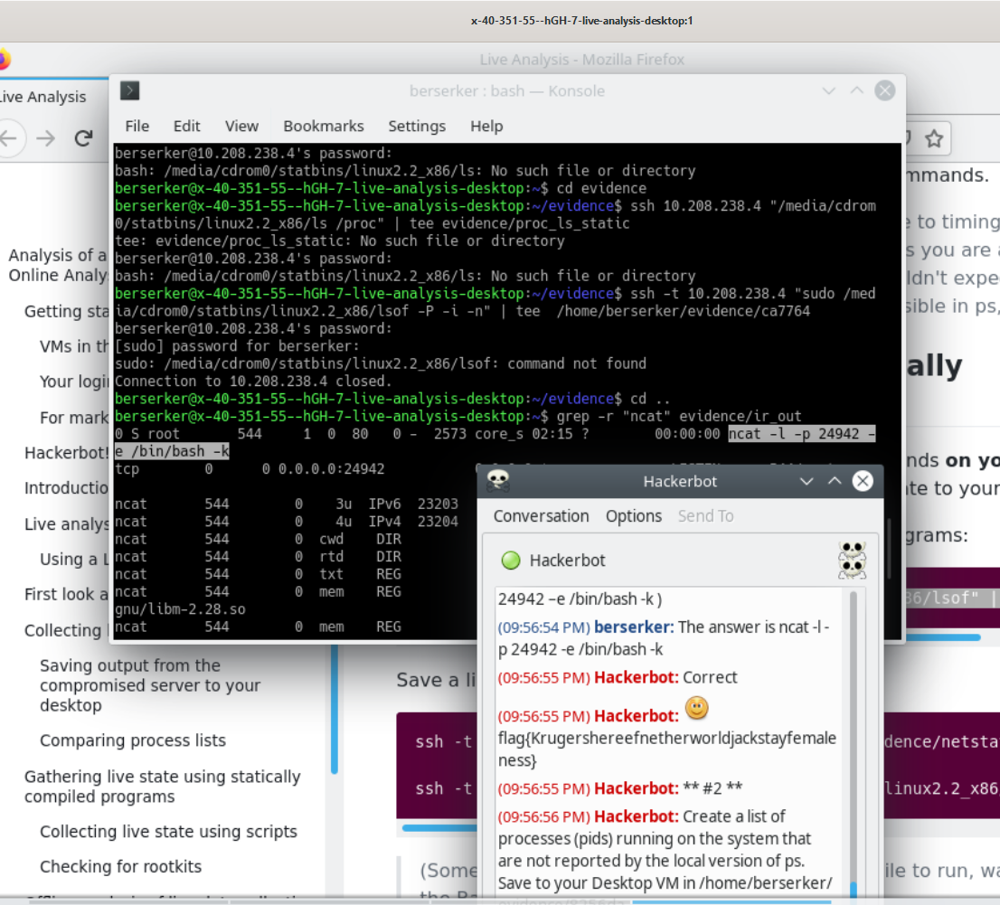 x-40-351-55--hGH-7-live-analysis-desktop:1
Live Analysis - Mozilla Firefox
Live Analysis
berserker : bash — Konsole
File Edit View Bookmarks Settings Help
berserker@10.208.238.4's password:
bash: /media/cdrom0/statbins/linux2.2_x86/ls: No such file or directory
berserker@x-40-351-55--hGH-7-live-analysis-desktop:~$ cd evidence
berserker@x-40-351-55--hGH-7-live-analysis-desktop:~/evidence$ ssh 10.208.238.4 "/media/cdrom
0/statbins/linux2.2_x86/ls /proc" | tee evidence/proc_ls_static
tee: evidence/proc_ls_static: No such file or directory
berserker@10.208.238.4's password:
bash: /media/cdrom0/statbins/linux2.2_x86/ls: No such file or directory
berserker@x-40-351-55--hGH-7-live-analysis-desktop:~/evidence$ ssh -t 10.208.238.4 "sudo /med
ia/cdrom0/statbins/linux2.2_x86/lsof -P -i -n" | tee  /home/berserker/evidence/ca7764
berserker@10.208.238.4's password:
[sudo] password for berserker:
sudo: /media/cdrom0/statbins/linux2.2_x86/lsof: command not found
Connection to 10.208.238.4 closed.
berserker@x-40-351-55--hGH-7-live-analysis-desktop:~/evidence$ cd ..
berserker@x-40-351-55--hGH-7-live-analysis-desktop:~$ grep -r "ncat" evidence/ir_out
0 S root 544 1 0 80 0 - 2573 core_s 02:15 ? 00:00:00 ncat -l -p 24942 -
e /bin/bash -k
tcp 0 0 0.0.0.0:24942
ncat 544 0 3u IPv6 23203
ncat 544 0 4u IPv4 23204
ncat 544 0 cwd DIR
ncat 544 0 rtd DIR
ncat 544 0 txt REG
ncat 544 0 mem REG
gnu/libm-2.28.so
ncat 544 0 mem REG
Hackerbot
Conversation Options Send To
Hackerbot
24942 –e /bin/bash -k )
(09:56:54 PM) berserker: The answer is ncat -l -
p 24942 -e /bin/bash -k
(09:56:55 PM) Hackerbot: Correct
(09:56:55 PM) Hackerbot:
flag{Krugershereefnetherworldjackstayfemale
ness}
(09:56:55 PM) Hackerbot: ** #2 **
(09:56:56 PM) Hackerbot: Create a list of
processes (pids) running on the system that
are not reported by the local version of ps.
Save to your Desktop VM in /home/berserker/
Analysis of a
Online Analy
Getting sta
VMs in th
Your logi
For mark
Hackerbot!
Introductio
Live analys
Using a L
First look a
Collecting
Saving output from the
compromised server to your
desktop
Comparing process lists
Gathering live state using statically
compiled programs
Collecting live state using scripts
Checking for rootkits
mmands.
e to timing
s you are a
ldn't expe
sible in ps,
ally
nds on yo
te to your
grams:
86/lsof" |
Save a li
ssh -t
dence/netsta
ssh -t
linux2.2_x86
(Some
ile to run, wa